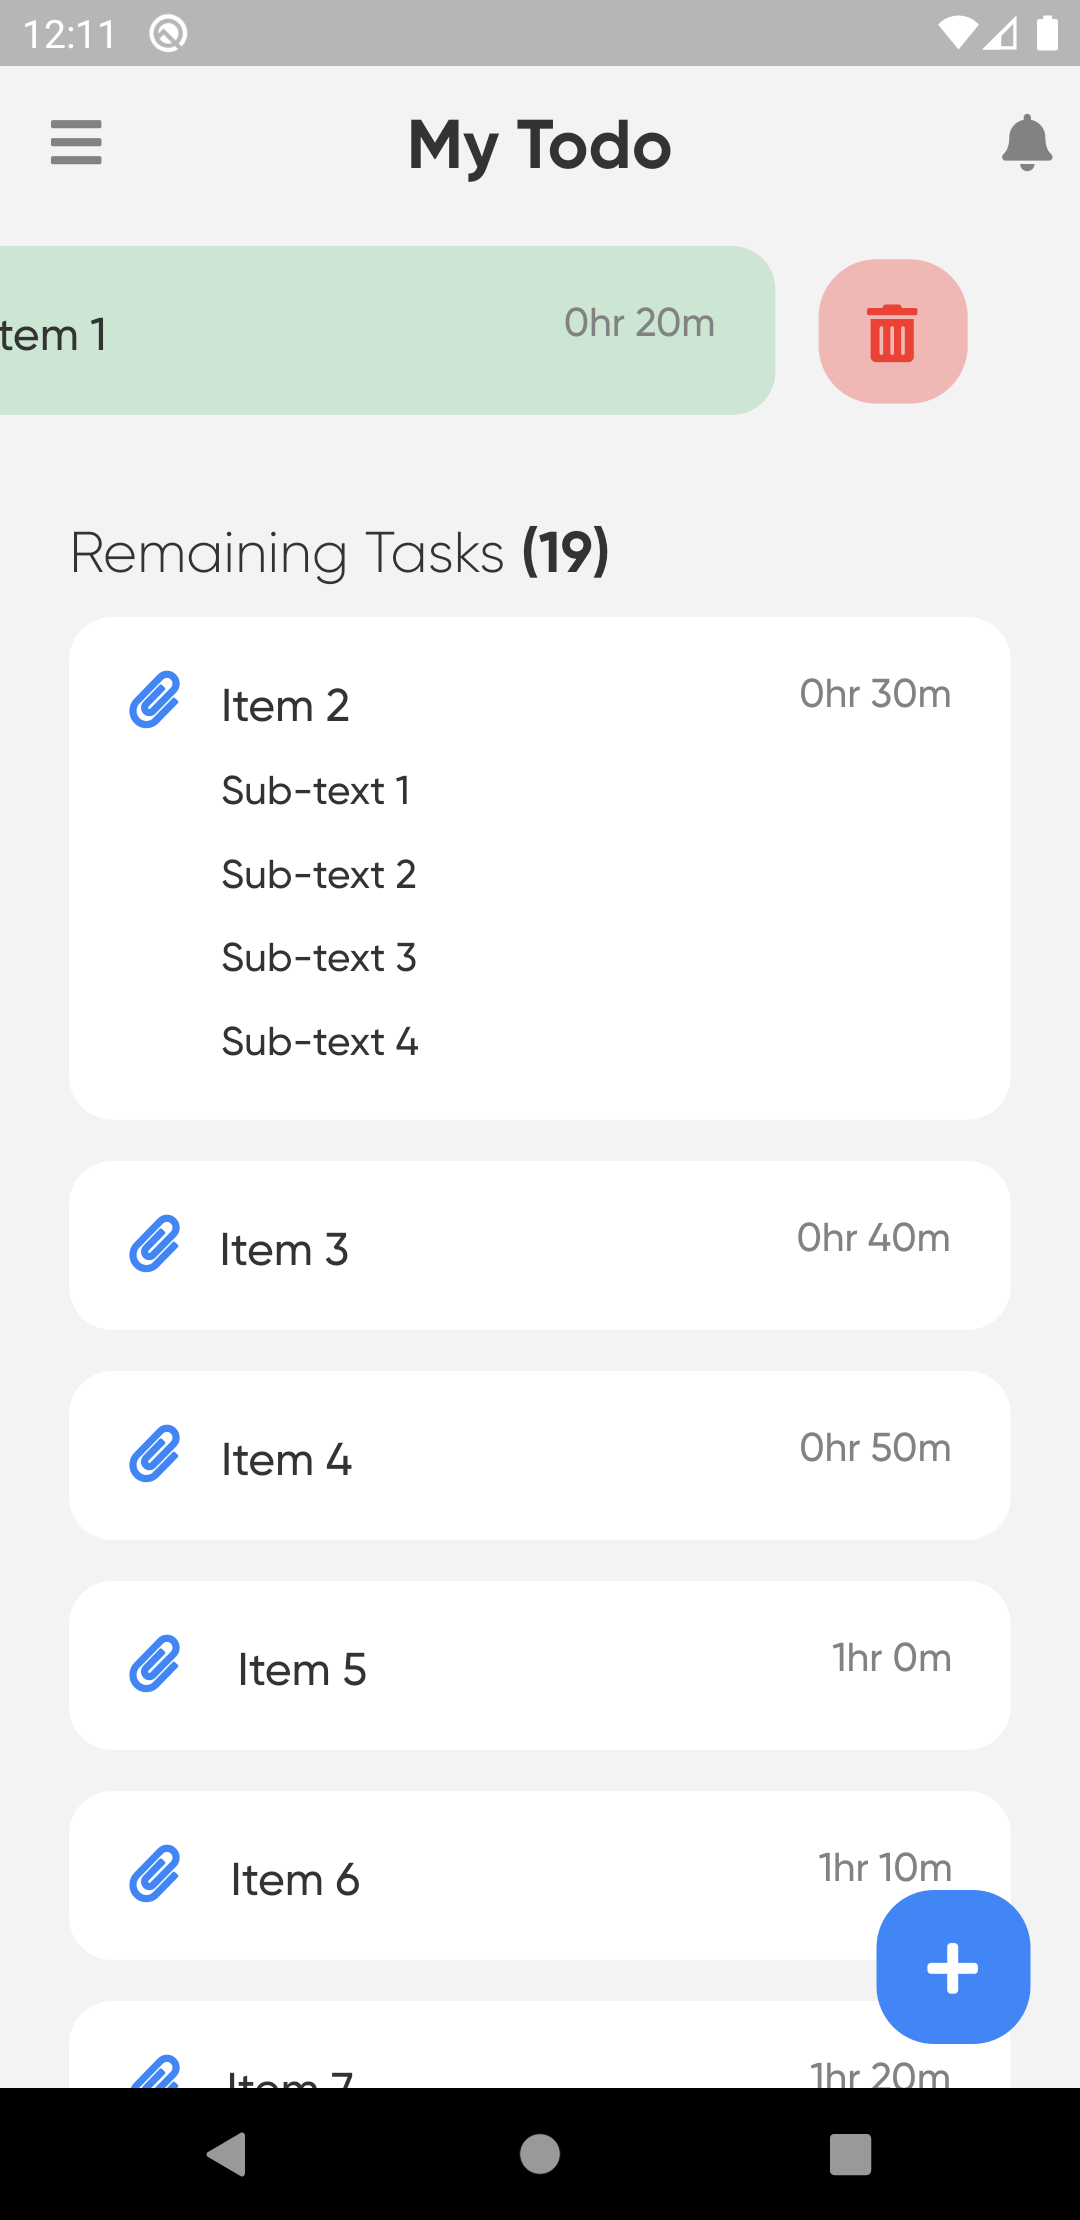 12:11
My Todo
tem 1 0hr 20m
Remaining Tasks (19)
Item 2 0hr 30m
Sub-text 1
Sub-text 2
Sub-text 3
Sub-text 4
Item 3 0hr 40m
Item 4 0hr 50m
Item 5 1hr 0m
Item 6 1hr 10m
Item 7 1hr 20m